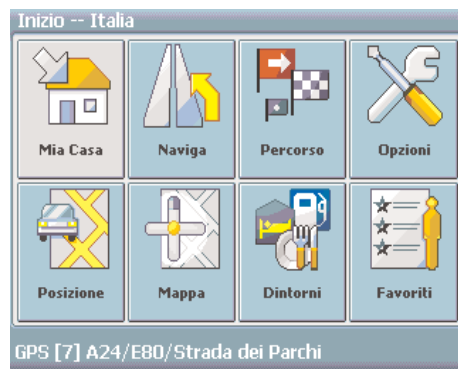 Inizio -- Italia
Mia Casa
Naviga
Percorso
Opzioni
Posizione
Mappa
Dintorni
Favoriti
GPS [7] A24/E80/Strada dei Parchi